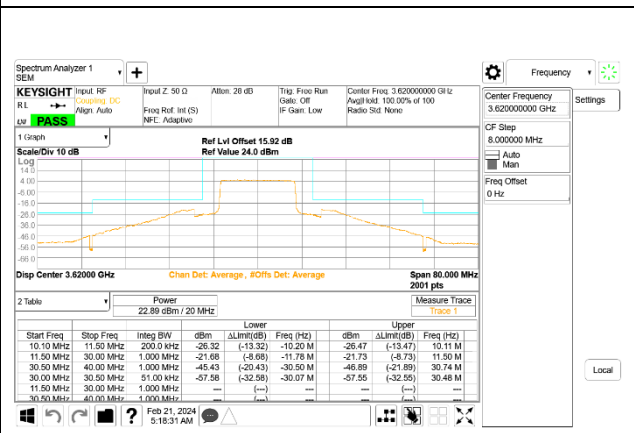 Spectrum Analyzer 1
SEM
Frequency
KEYSIGHT
RL
PASS
Input: RF
Coupling: DC
Align: Auto
Input Z: 50 Ω
Freq Ref: Int (S)
NFE: Adaptive
Atten: 28 dB
Trig: Free Run
Gate: Off
IF Gain: Low
Center Freq: 3.620000000 GHz
Avg|Hold: 100.00% of 100
Radio Std: None
Center Frequency
3.620000000 GHz
Settings
CF Step
8.000000 MHz
Auto
Man
Freq Offset
0 Hz
1 Graph
Scale/Div 10 dB
Ref Lvl Offset 15.92 dB
Ref Value 24.0 dBm
Log
14.0
4.00
-6.00
-16.0
-26.0
-36.0
-46.0
-56.0
-66.0
Disp Center 3.62000 GHz
Chan Det: Average, #Offs Det: Average
Span 80.000 MHz
2001 pts
2 Table
Power
22.89 dBm / 20 MHz
Measure Trace
Trace 1
Lower Upper
Start Freq Stop Freq Integ BW dBm ΔLimit(dB) Freq (Hz) dBm ΔLimit(dB) Freq (Hz)
10.10 MHz 11.50 MHz 200.0 kHz -26.32 (-13.32) -10.20 M -26.47 (-13.47) 10.11 M
11.50 MHz 30.00 MHz 1.000 MHz -21.68 (-8.68) -11.78 M -21.73 (-8.73) 11.50 M
30.50 MHz 40.00 MHz 1.000 MHz -45.43 (-20.43) -30.50 M -46.89 (-21.89) 30.74 M
30.00 MHz 30.50 MHz 51.00 kHz -57.58 (-32.58) -30.07 M -57.55 (-32.55) 30.48 M
11.50 MHz 30.00 MHz 1.000 MHz --- (---) --- --- (---) ---
30.50 MHz 40.00 MHz 1.000 MHz --- (---) --- --- (---) ---
Local
?
Feb 21, 2024
5:18:31 AM